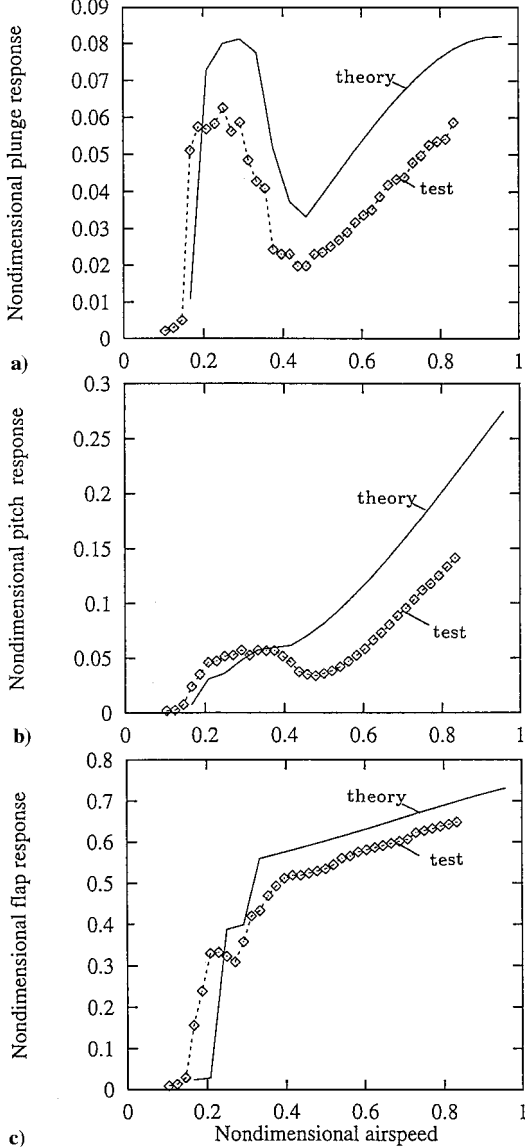 Nondimensional plunge response
0.09
0.08
0.07
0.06
0.05
0.04
0.03
0.02
0.01
0
theory
test
0 0.2 0.4 0.6 0.8 1
a)
Nondimensional pitch response
0.3
0.25
0.2
0.15
0.1
0.05
0
theory
test
0 0.2 0.4 0.6 0.8 1
b)
Nondimensional flap response
0.8
0.7
0.6
0.5
0.4
0.3
0.2
0.1
0
theory
test
0 0.2 0.4 0.6 0.8 1
Nondimensional airspeed
c)